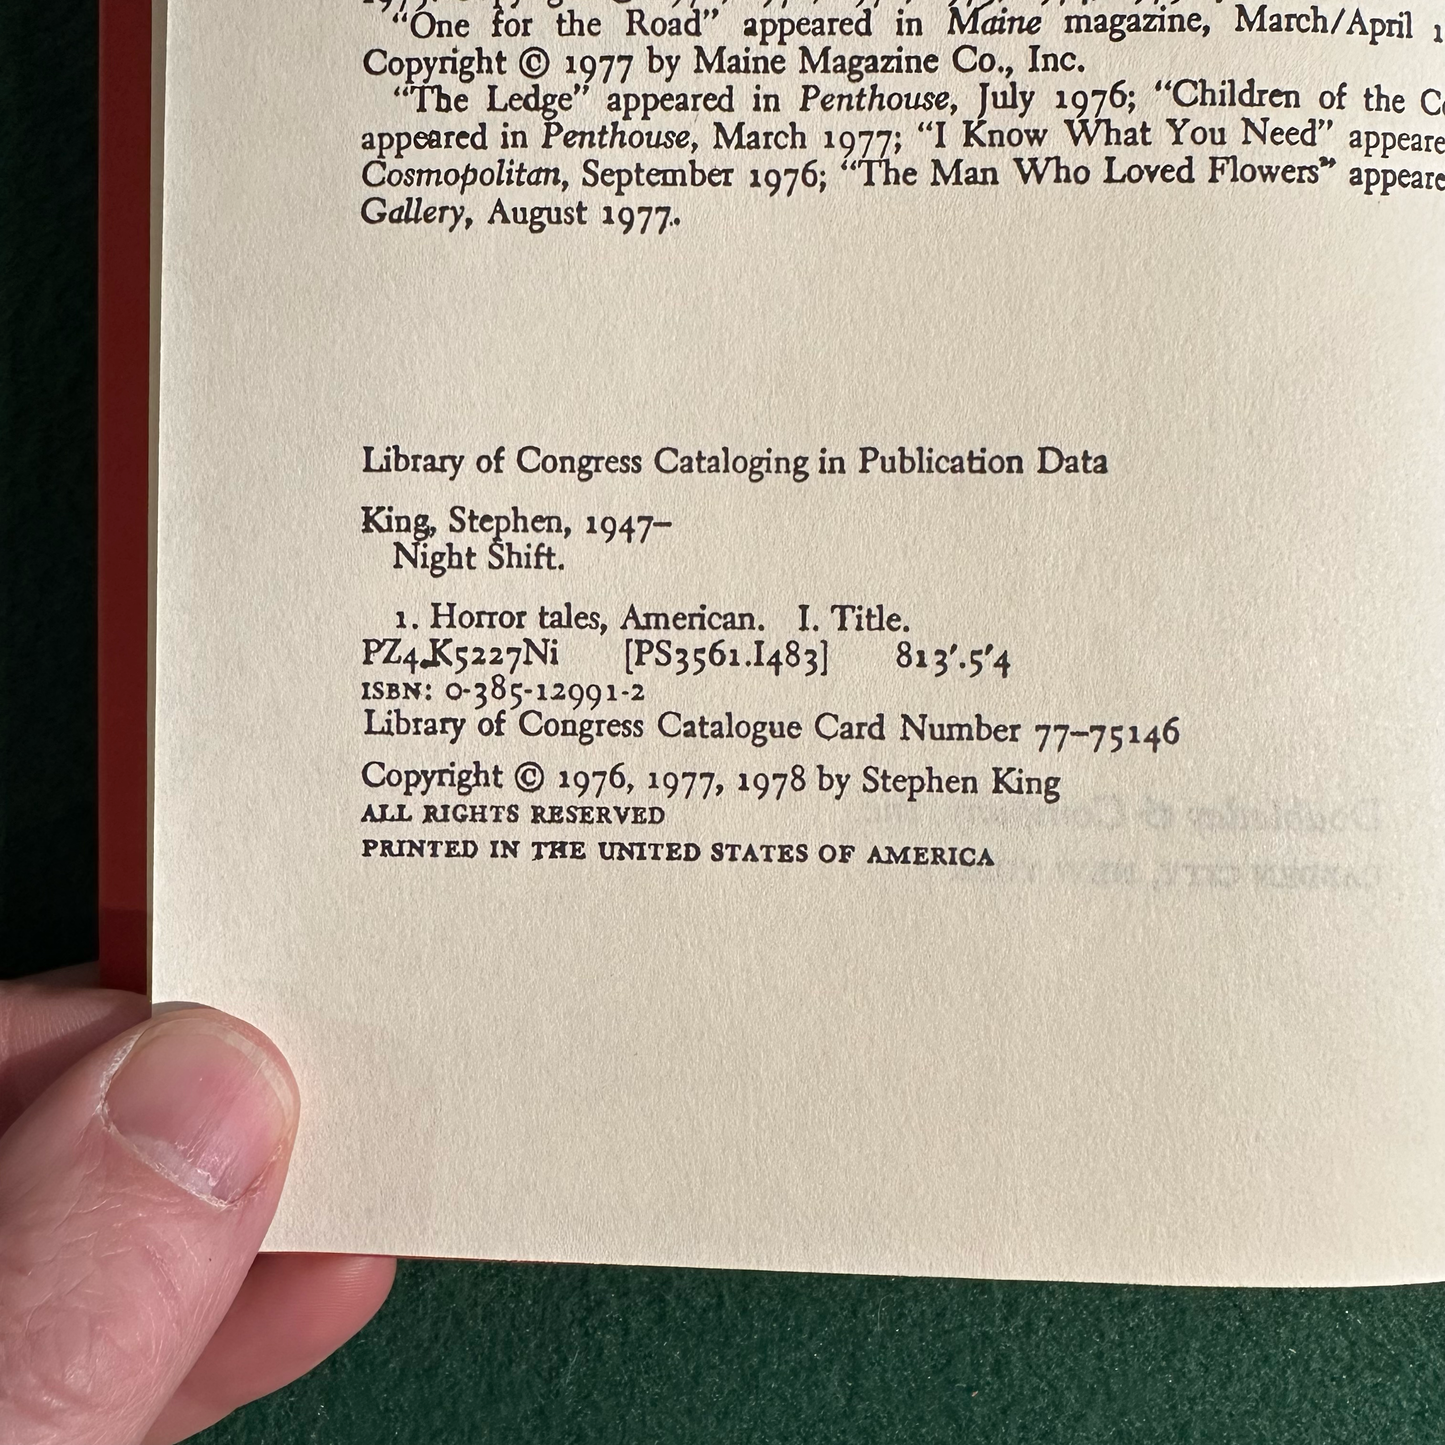 “One for the Road” appeared in Maine magazine, March/April
Copyright © 1977 by Maine Magazine Co., Inc.
“The Ledge” appeared in Penthouse, July 1976; “Children of the
appeared in Penthouse, March 1977; “I Know What You Need” appeare
Cosmopolitan, September 1976; “The Man Who Loved Flowers” appeare
Gallery, August 1977.
Library of Congress Cataloging in Publication Data
King, Stephen, 1947–
Night Shift.
1. Horror tales, American. I. Title.
PZ4.K5227Ni [PS3561.I483] 813′.5′4
ISBN: 0-385-12991-2
Library of Congress Catalogue Card Number 77–75146
Copyright © 1976, 1977, 1978 by Stephen King
ALL RIGHTS RESERVED
PRINTED IN THE UNITED STATES OF AMERICA